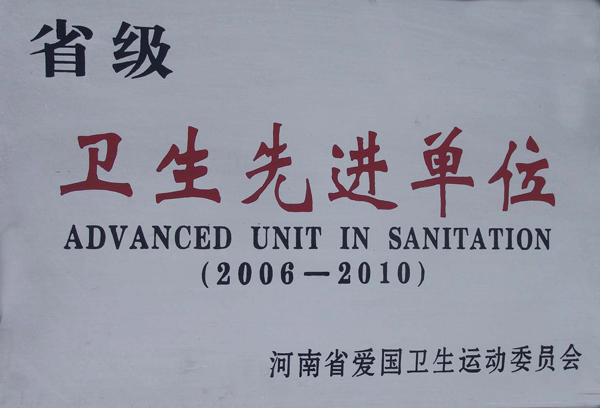 省级
卫生先进单位
ADVANCED UNIT IN SANITATION
(2006—2010)
河南省爱国卫生运动委员会